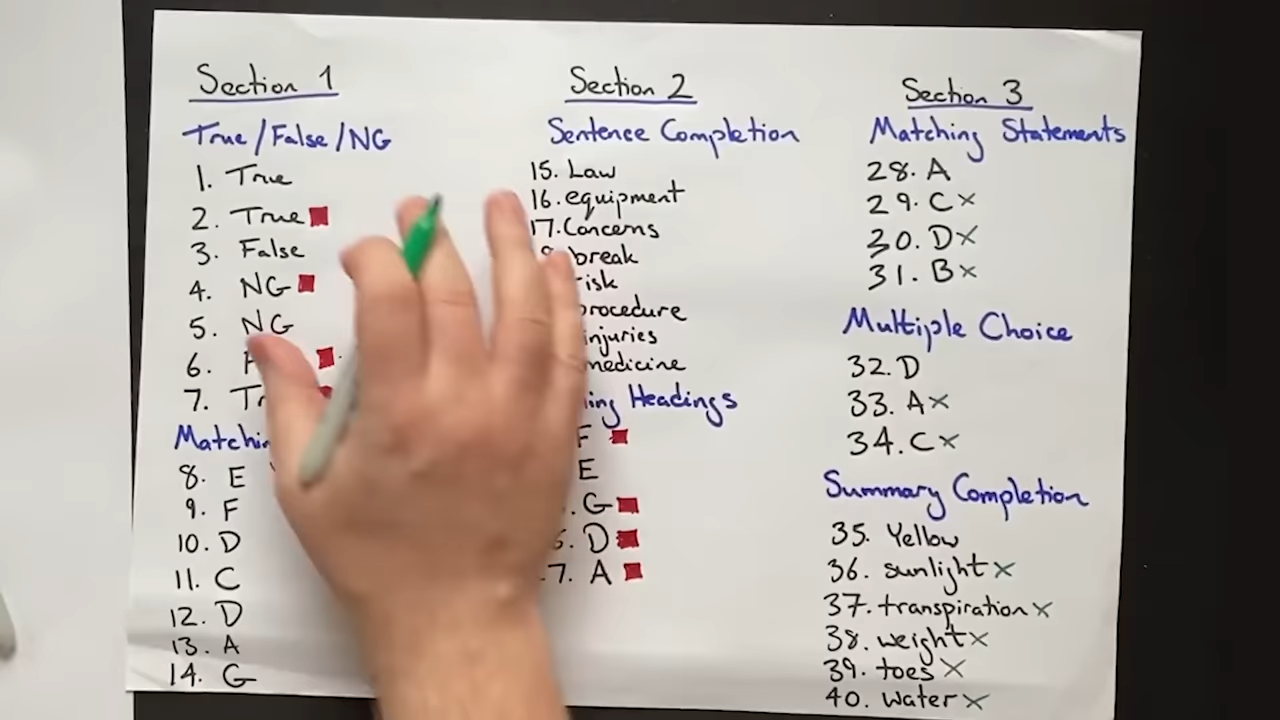 Section 1
True/False/NG
1. True
2. True
3. False
4. NG
5. NG
6.
7.
8. E
9. F
10. D
11. C
12. D
13. A
14. G
Section 2
Sentence Completion
15. Law
16. equipment
17. Concerns
break
risk
procedure
injuries
medicine
Headings
F
E
G
D
7. A
Section 3
Matching Statements
28. A
29. C ×
30. D ×
31. B ×
Multiple Choice
32. D
33. A ×
34. C ×
Summary Completion
35. Yellow
36. sunlight ×
37. transpiration ×
38. weight ×
39. toes ×
40. water ×